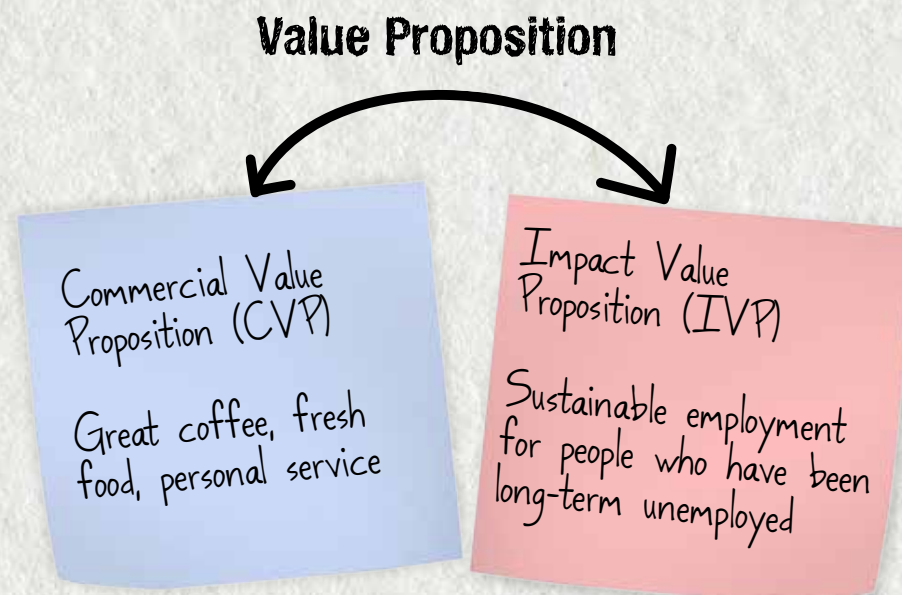 Value Proposition
Commercial Value
Proposition (CVP)
Great coffee, fresh
food, personal service
Impact Value
Proposition (IVP)
Sustainable employment
for people who have been
long-term unemployed